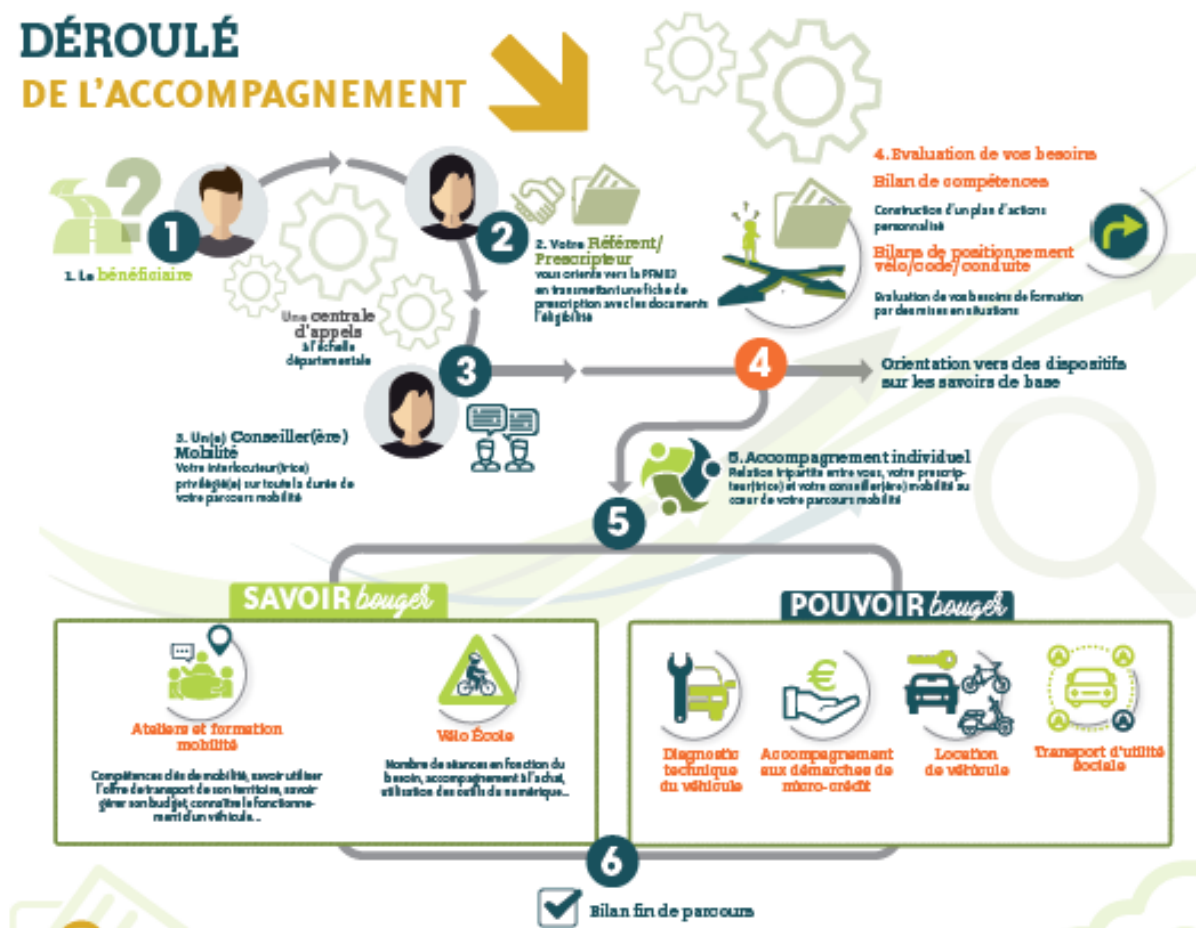 DÉROULÉ
DE L'ACCOMPAGNEMENT
?
1
1. Le bénéficiaire
2
2. Votre Référent/
Prescripteur
vous oriente vers la PFM83
en transmettant une fiche de
prescription avec les documents
l'éligibilité
Une centrale
d'appels
à l'échelle
départementale
3
3. Un(e) Conseiller(ère)
Mobilité
Votre interlocuteur(trice)
privilégié(e) sur toute la durée de
votre parcours mobilité
4. Evaluation de vos besoins
Bilan de compétences
Construction d'un plan d'actions
personnalisé
Bilans de positionnement
vélo/code/conduite
Evaluation de vos besoins de formation
par des mises en situations
4
Orientation vers des dispositifs
sur les savoirs de base
5. Accompagnement individuel
Relation tripartite entre vous, votre prescrip-
teur(trice) et votre conseiller(ère) mobilité au
cœur de votre parcours mobilité
5
SAVOIR bouger
Ateliers et formation
mobilité
Compétences clés de mobilité, savoir utiliser
l'offre de transport de son territoire, savoir
gérer son budget, connaître le fonctionne-
ment d'un véhicule...
Vélo École
Nombre de séances en fonction du
besoin, accompagnement à l'achat,
utilisation des outils du numérique...
POUVOIR bouger
Diagnostic
technique
du véhicule
€
Accompagnement
aux démarches de
micro-crédit
Location
de véhicule
Transport d'utilité
Sociale
6
Bilan fin de parcours